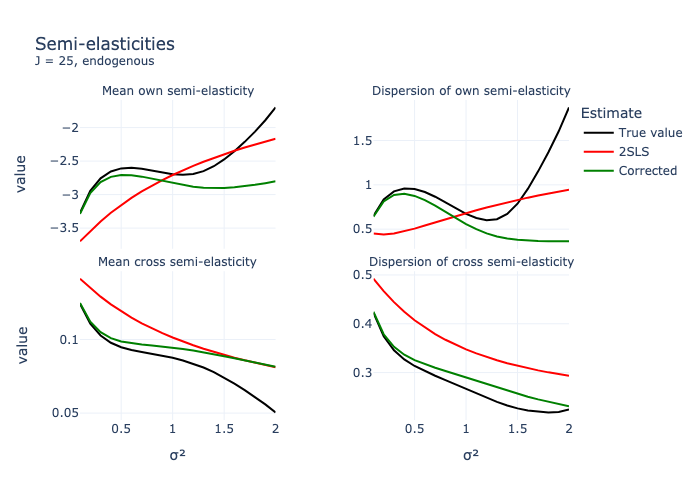 Semi-elasticities
J = 25, endogenous
Mean own semi-elasticity
Dispersion of own semi-elasticity
Estimate
True value
2SLS
Corrected
value
−2
−2.5
−3
−3.5
1.5
1
0.5
Mean cross semi-elasticity
Dispersion of cross semi-elasticity
value
0.1
0.05
0.5
0.4
0.3
0.5
1
1.5
2
0.5
1
1.5
2
σ²
σ²